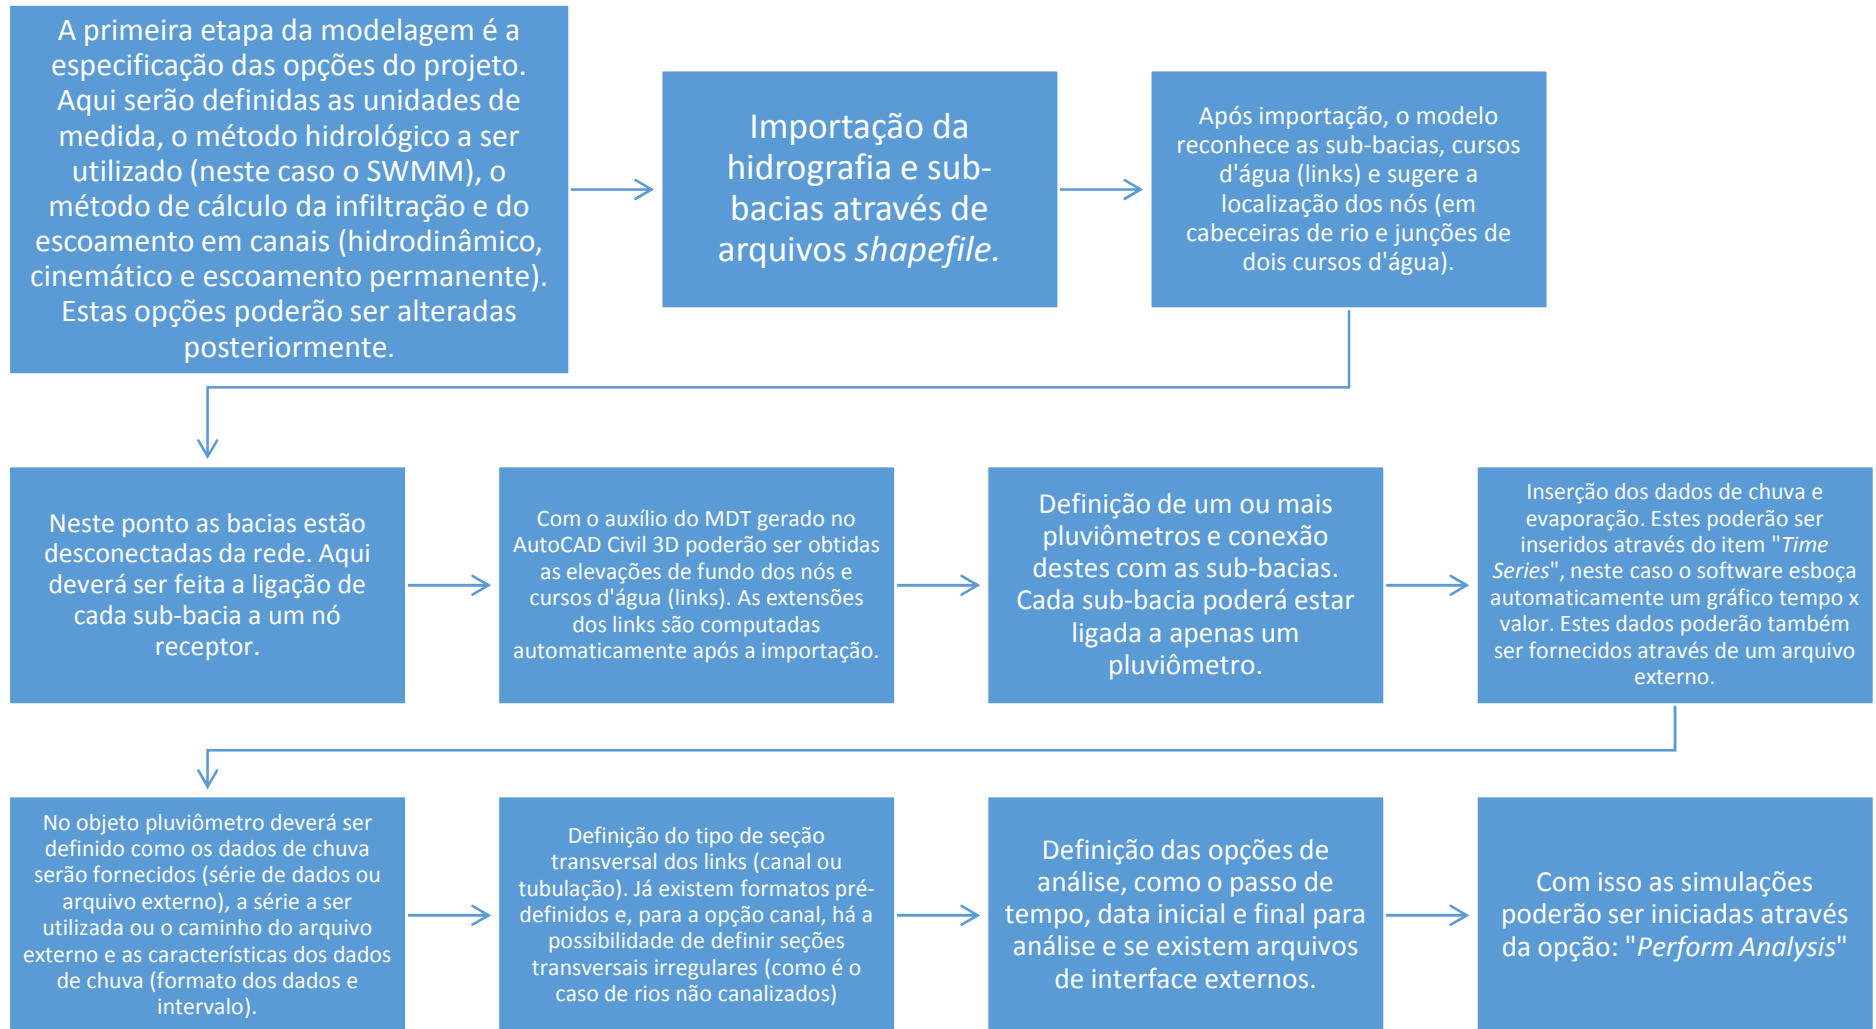 A primeira etapa da modelagem é a
especificação das opções do projeto.
Aqui serão definidas as unidades de
medida, o método hidrológico a ser
utilizado (neste caso o SWMM), o
método de cálculo da infiltração e do
escoamento em canais (hidrodinâmico,
cinemático e escoamento permanente).
Estas opções poderão ser alteradas
posteriormente.
Importação da
hidrografia e sub-
bacias através de
arquivos shapefile.
Após importação, o modelo
reconhece as sub-bacias, cursos
d'água (links) e sugere a
localização dos nós (em
cabeceiras de rio e junções de
dois cursos d'água).
Neste ponto as bacias estão
desconectadas da rede. Aqui
deverá ser feita a ligação de
cada sub-bacia a um nó
receptor.
Com o auxílio do MDT gerado no
AutoCAD Civil 3D poderão ser obtidas
as elevações de fundo dos nós e
cursos d'água (links). As extensões
dos links são computadas
automaticamente após a importação.
Definição de um ou mais
pluviômetros e conexão
destes com as sub-bacias.
Cada sub-bacia poderá estar
ligada a apenas um
pluviômetro.
Inserção dos dados de chuva e
evaporação. Estes poderão ser
inseridos através do item "Time
Series", neste caso o software esboça
automaticamente um gráfico tempo x
valor. Estes dados poderão também
ser fornecidos através de um arquivo
externo.
No objeto pluviômetro deverá ser
definido como os dados de chuva
serão fornecidos (série de dados ou
arquivo externo), a série a ser
utilizada ou o caminho do arquivo
externo e as características dos dados
de chuva (formato dos dados e
intervalo).
Definição do tipo de seção
transversal dos links (canal ou
tubulação). Já existem formatos pré-
definidos e, para a opção canal, há a
possibilidade de definir seções
transversais irregulares (como é o
caso de rios não canalizados)
Definição das opções de
análise, como o passo de
tempo, data inicial e final para
análise e se existem arquivos
de interface externos.
Com isso as simulações
poderão ser iniciadas através
da opção: "Perform Analysis"